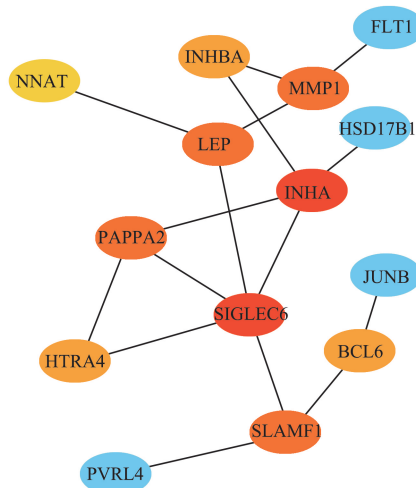 FLT1
INHBA
NNAT
MMP1
HSD17B1
LEP
INHA
PAPPA2
JUNB
SIGLEC6
BCL6
HTRA4
SLAMF1
PVRL4